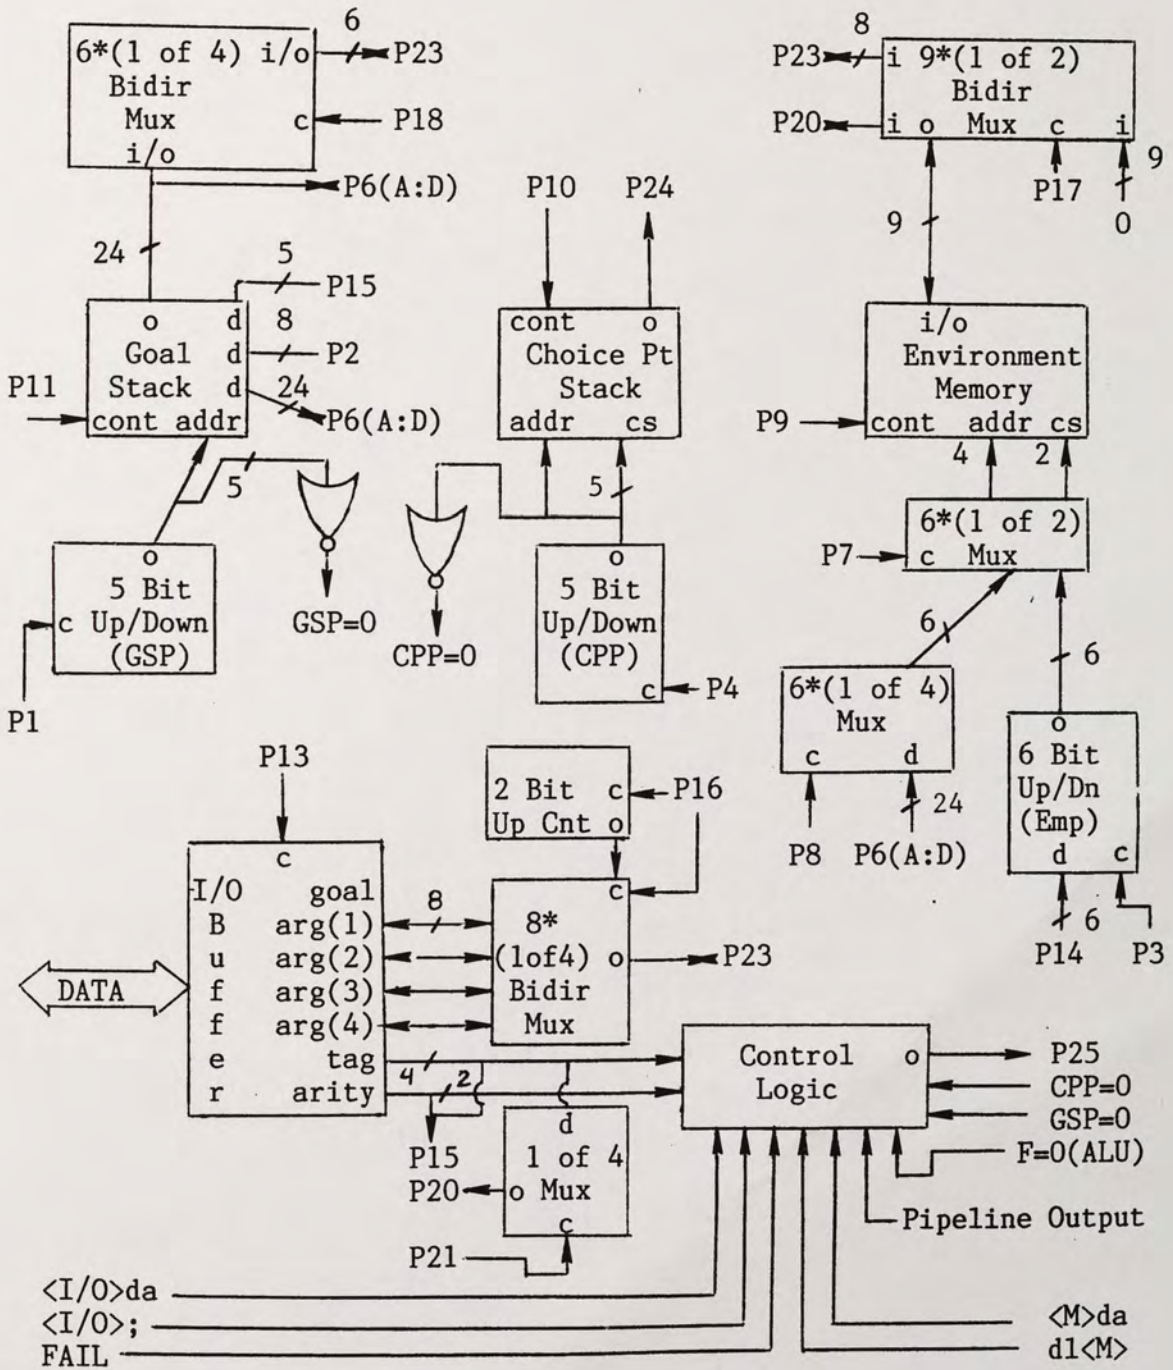 6*(1 of 4) i/o
Bidir
Mux
c
i/o
6
P23
P18
P6(A:D)
24
5
P15
o d
8
Goal d
P2
Stack d
24
P6(A:D)
cont addr
P11
5
GSP=0
o
5 Bit
c Up/Down
(GSP)
P1
P10
P24
cont o
Choice Pt
Stack
addr cs
5
CPP=0
o
5 Bit
Up/Down
(CPP)
c
P4
8
P23
i 9*(1 of 2)
Bidir
P20
i o Mux c i
9
P17
0
9
i/o
Environment
Memory
P9
cont addr cs
4
2
6*(1 of 2)
P7
c Mux
6
6
6*(1 of 4)
Mux
c d
24
P8
P6(A:D)
o
6 Bit
Up/Dn
(Emp)
d c
6
P14
P3
P13
c
I/O goal
B arg(1)
u arg(2)
f arg(3)
f arg(4)
e tag
r arity
DATA
8
4
2
2 Bit c
Up Cnt o
P16
c
8*
(1of4) o
Bidir
Mux
P23
P15
d
1 of 4
P20
o Mux
c
P21
Control o
Logic
P25
CPP=0
GSP=0
F=0(ALU)
Pipeline Output
<I/O>da
<I/O>;
FAIL
<M>da
dl<M>